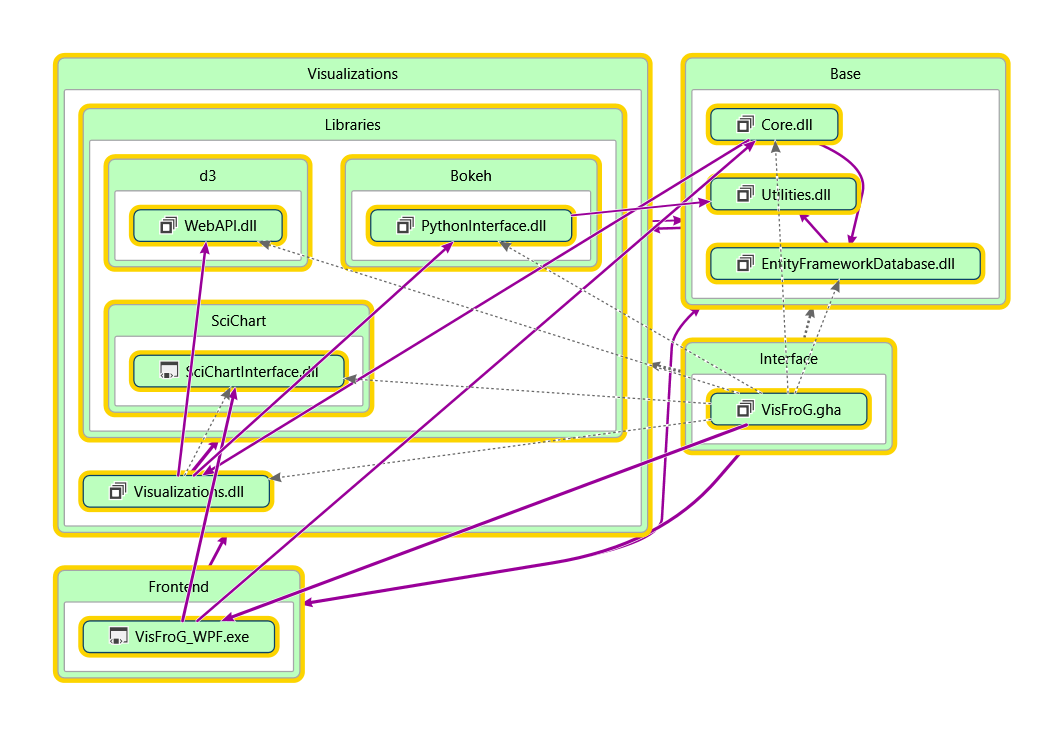 Visualizations
Base
Libraries
Core.dll
d3
Bokeh
Utilities.dll
WebAPI.dll
PythonInterface.dll
EntityFrameworkDatabase.dll
SciChart
Interface
SciChartInterface.dll
VisFroG.gha
Visualizations.dll
Frontend
VisFroG_WPF.exe